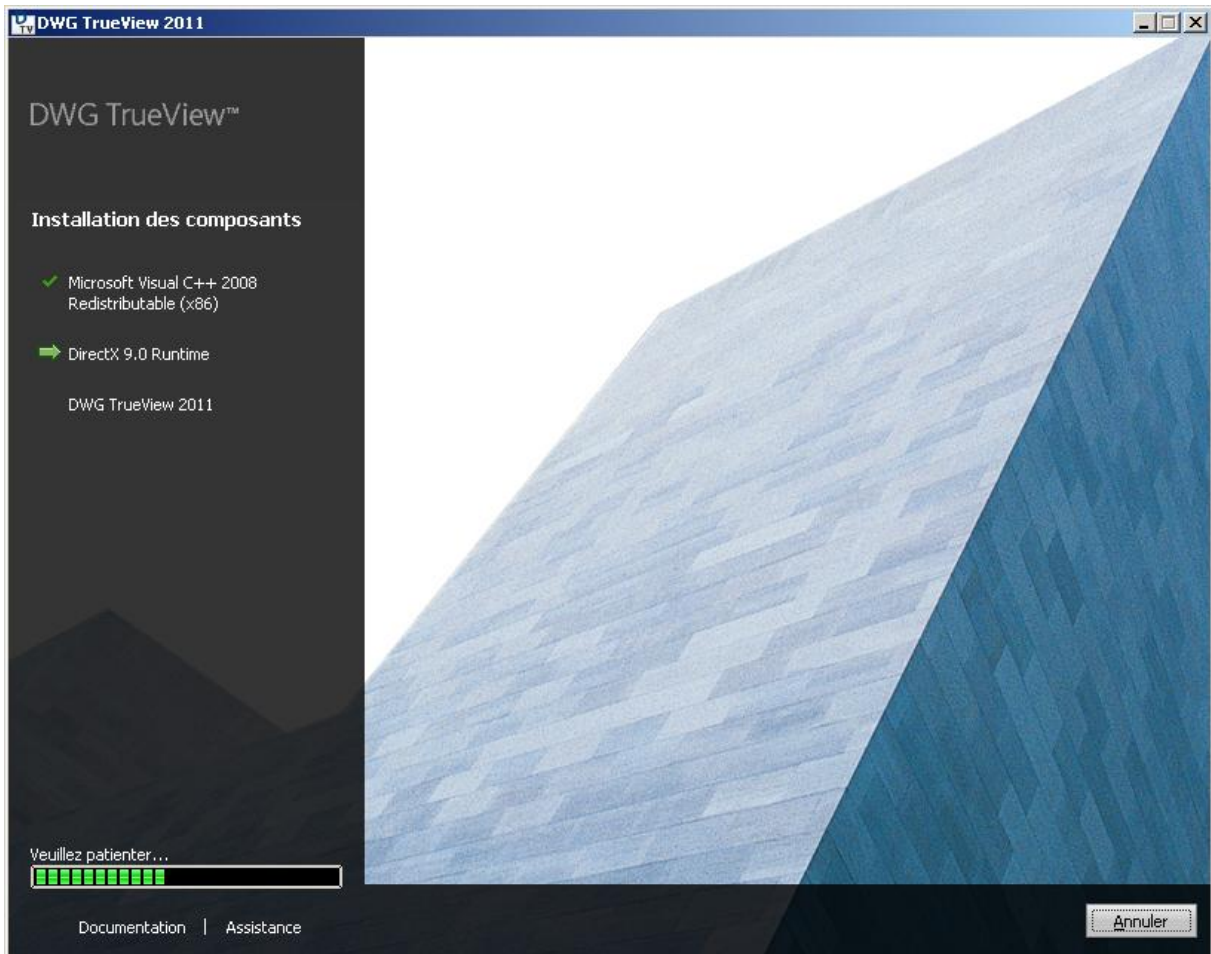 DWG TrueView 2011
DWG TrueView™
Installation des composants
Microsoft Visual C++ 2008
Redistributable (x86)
DirectX 9.0 Runtime
DWG TrueView 2011
Veuillez patienter...
Documentation | Assistance
Annuler